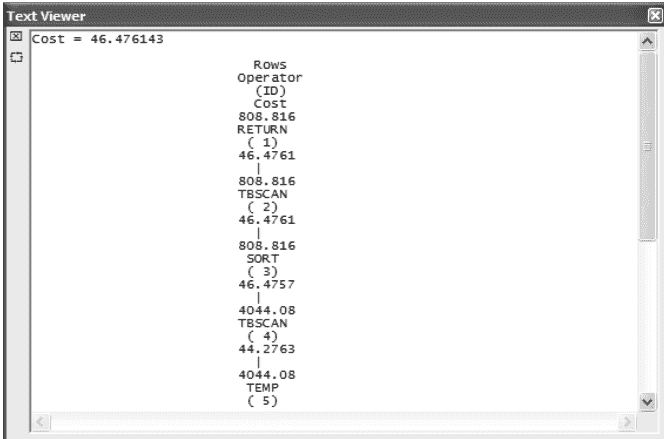 Text Viewer
Cost = 46.476143
Rows
Operator
(ID)
Cost
808.816
RETURN
( 1)
46.4761
|
808.816
TBSCAN
( 2)
46.4761
|
808.816
SORT
( 3)
46.4757
|
4044.08
TBSCAN
( 4)
44.2763
|
4044.08
TEMP
( 5)